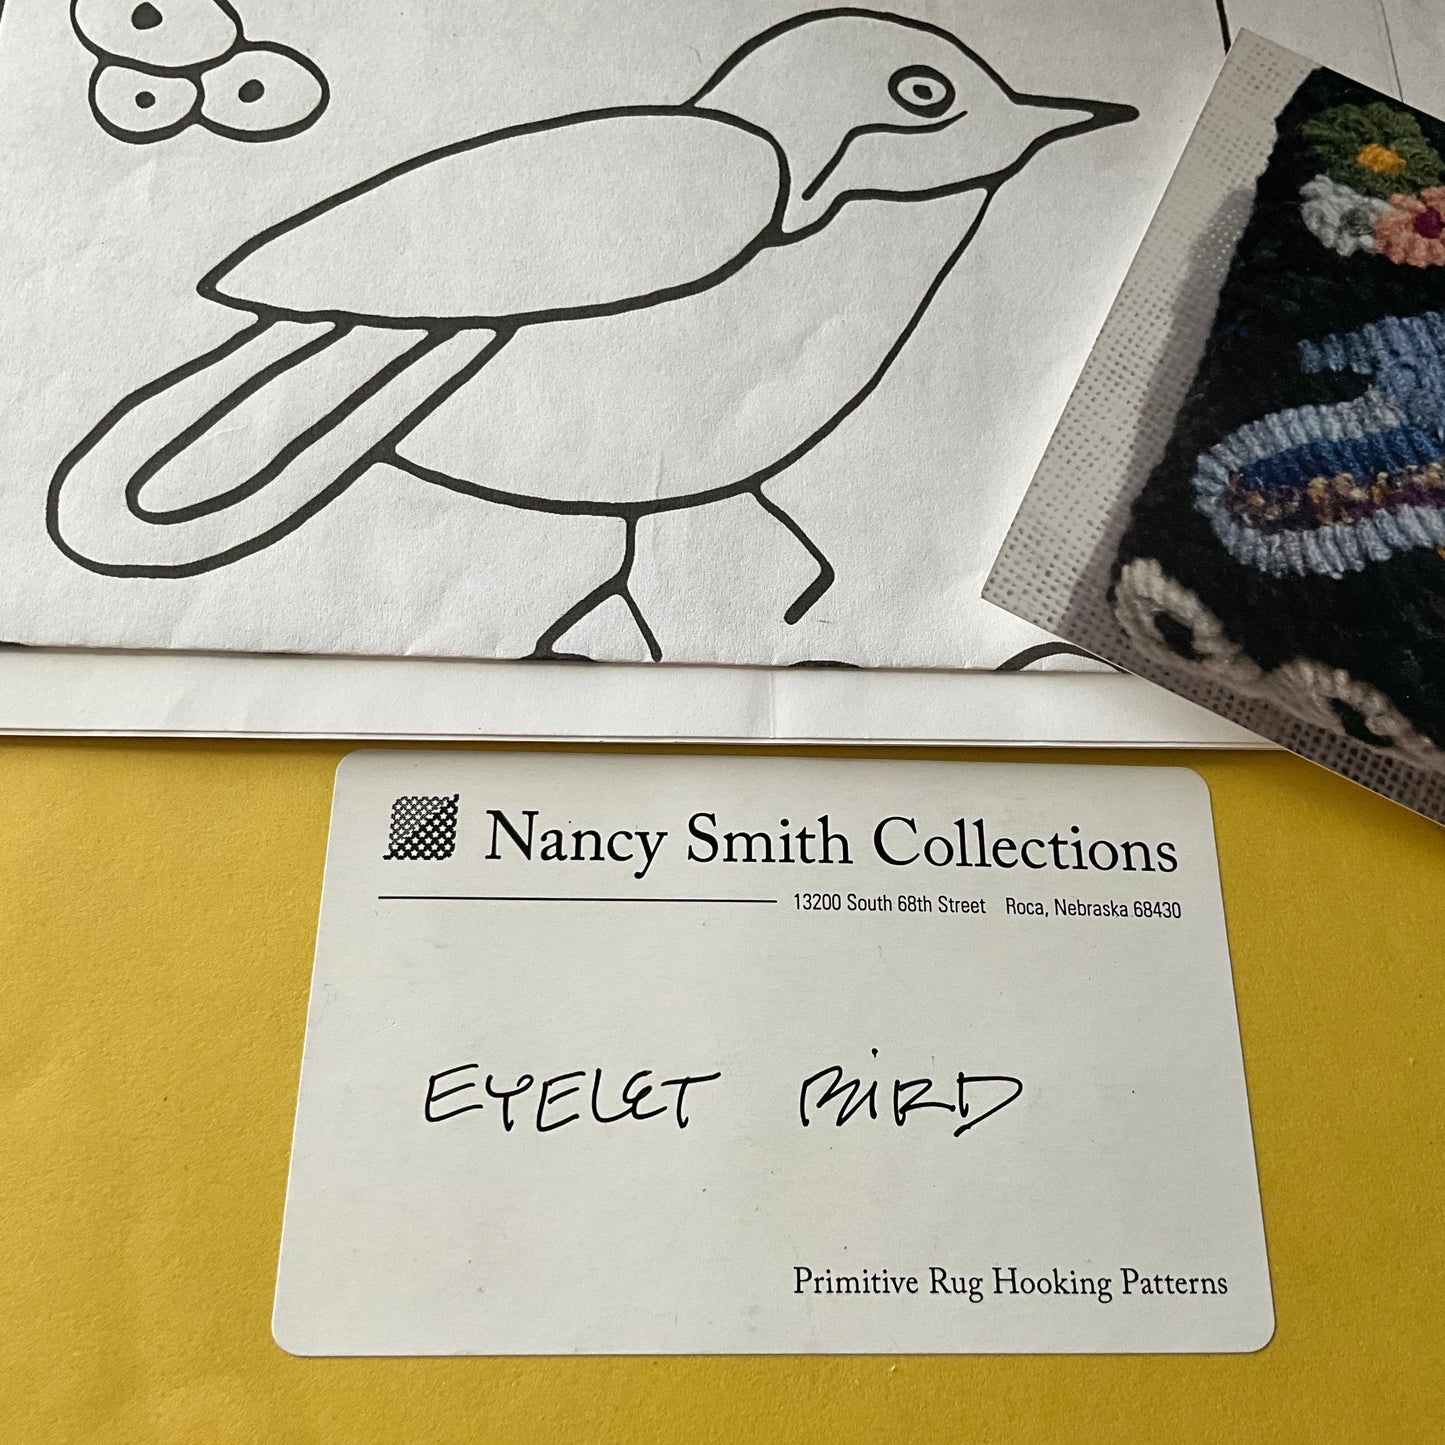 Nancy Smith Collections
13200 South 68th Street Roca, Nebraska 68430
EYELET BIRD
Primitive Rug Hooking Patterns